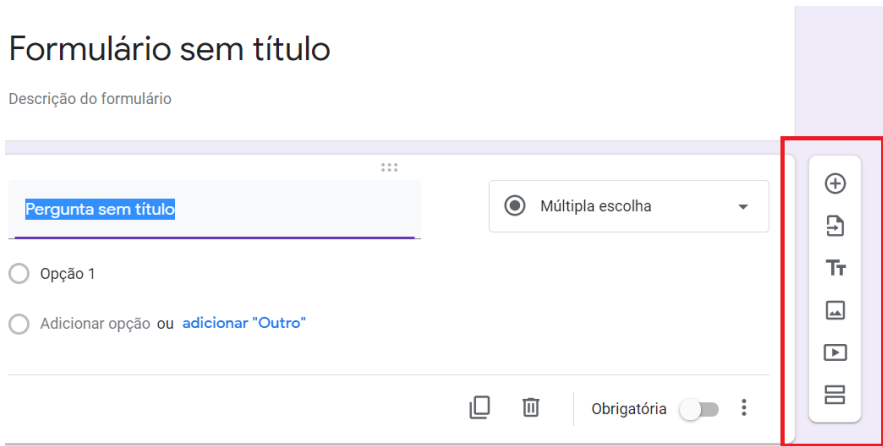 Formulário sem título
Descrição do formulário
Pergunta sem título
Múltipla escolha
Opção 1
Adicionar opção ou adicionar "Outro"
Obrigatória
Tт